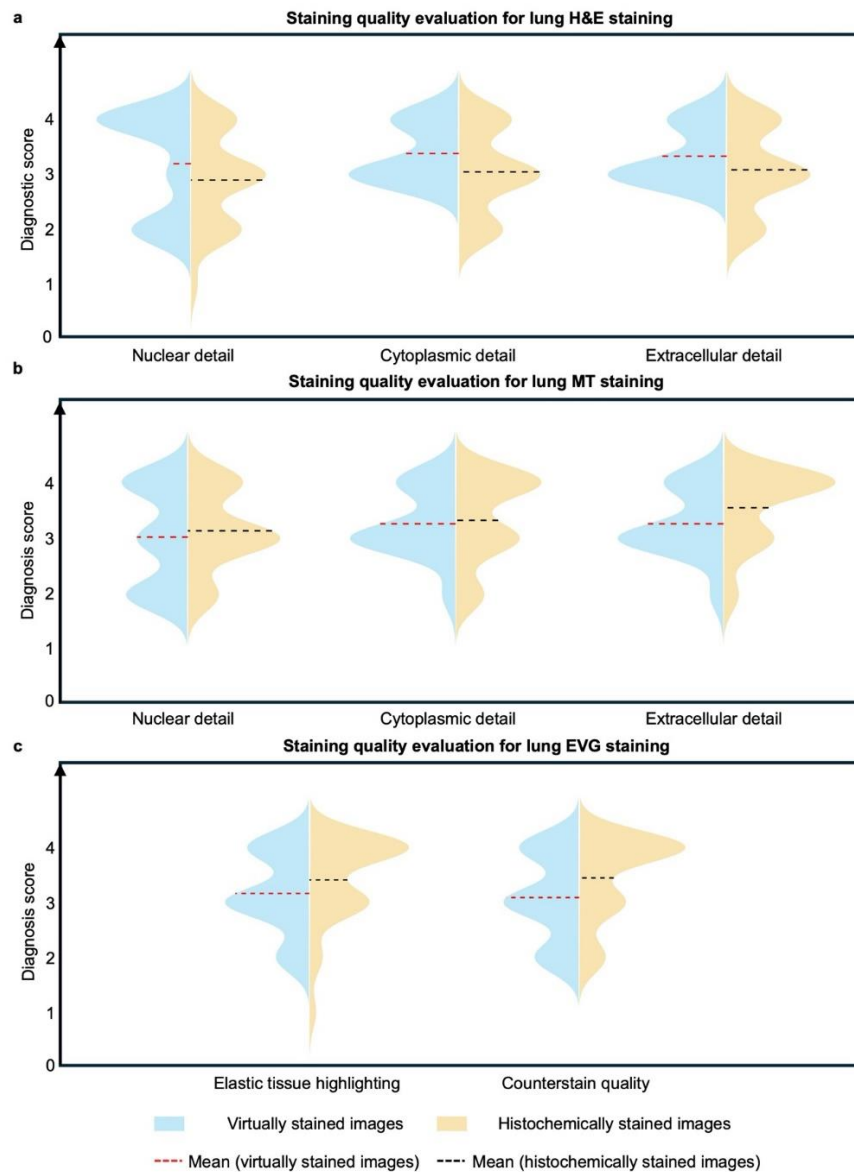 a
Staining quality evaluation for lung H&E staining
Diagnostic score
4
3
2
1
0
Nuclear detail
Cytoplasmic detail
Extracellular detail
b
Staining quality evaluation for lung MT staining
Diagnosis score
4
3
2
1
0
Nuclear detail
Cytoplasmic detail
Extracellular detail
c
Staining quality evaluation for lung EVG staining
Diagnosis score
4
3
2
1
0
Elastic tissue highlighting
Counterstain quality
Virtually stained images
Histochemically stained images
Mean (virtually stained images)
Mean (histochemically stained images)